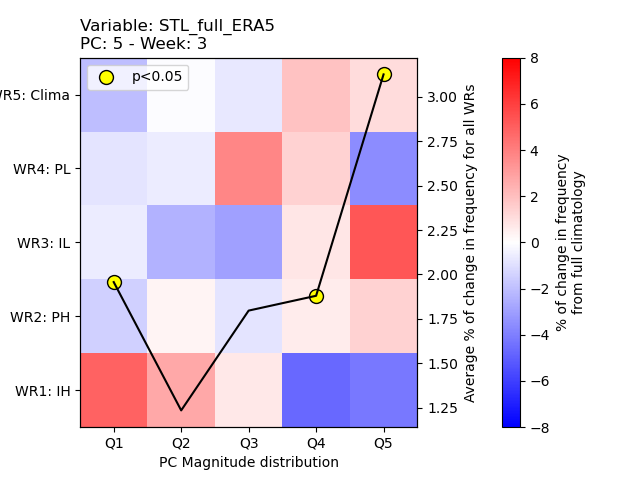 Variable: STL_full_ERA5
PC: 5 - Week: 3
p<0.05
WR5: Clima
WR4: PL
WR3: IL
WR2: PH
WR1: IH
Q1 Q2 Q3 Q4 Q5
PC Magnitude distribution
3.00
2.75
2.50
2.25
2.00
1.75
1.50
1.25
Average % of change in frequency for all WRs
8
6
4
2
0
−2
−4
−6
−8
% of change in frequency
from full climatology